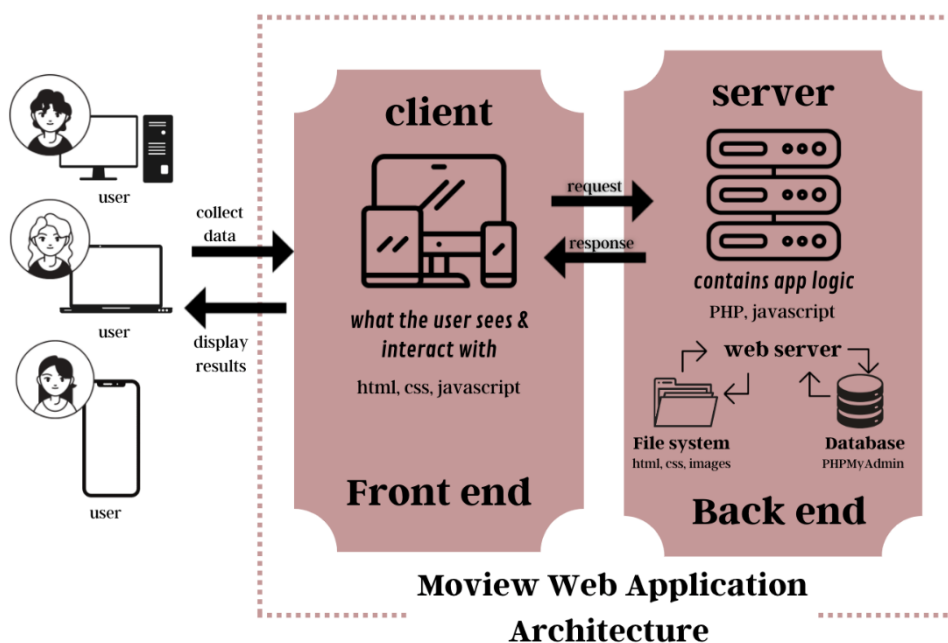 user
user
user
collect
data
display
results
client
what the user sees &
interact with
html, css, javascript
Front end
request
response
server
contains app logic
PHP, javascript
web server
File system
html, css, images
Database
PHPMyAdmin
Back end
Moview Web Application
Architecture